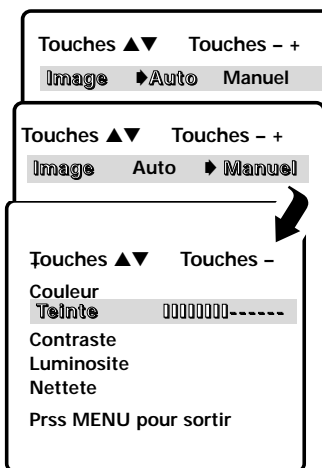 Touches ▲▼ Touches – +
Image ➧Auto Manuel
Touches ▲▼ Touches – +
Image Auto ➧ Manuel
Touches ▲▼ Touches –
Couleur
Teinte ▯▯▯▯▯▯▯▯------
Contraste
Luminosite
Nettete
Prss MENU pour sortir